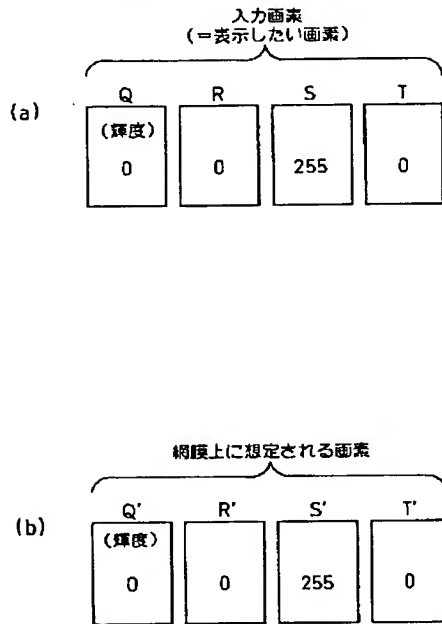 入力画素
(=表示したい画素)
(a)
Q R S T
(輝度)
0 0 255 0
網膜上に想定される画素
(b)
Q' R' S' T'
(輝度)
0 0 255 0